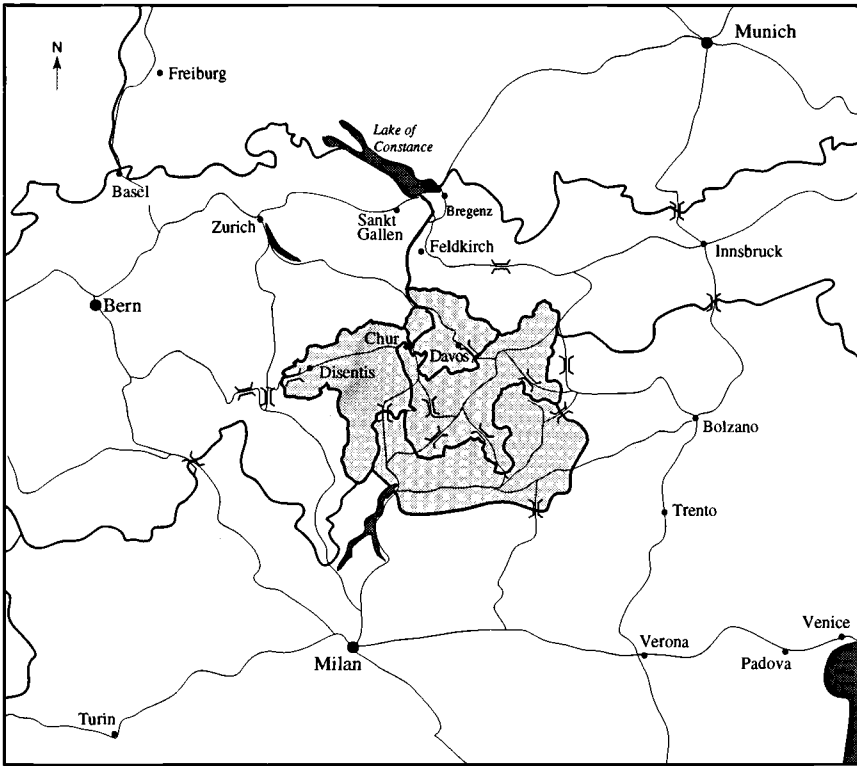 Munich
N
Freiburg
Lake of
Constance
Basel
Bregenz
Sankt
Gallen
Zurich
Feldkirch
Innsbruck
Bern
Chur
Davos
Disentis
Bolzano
Trento
Venice
Verona
Padova
Milan
Turin